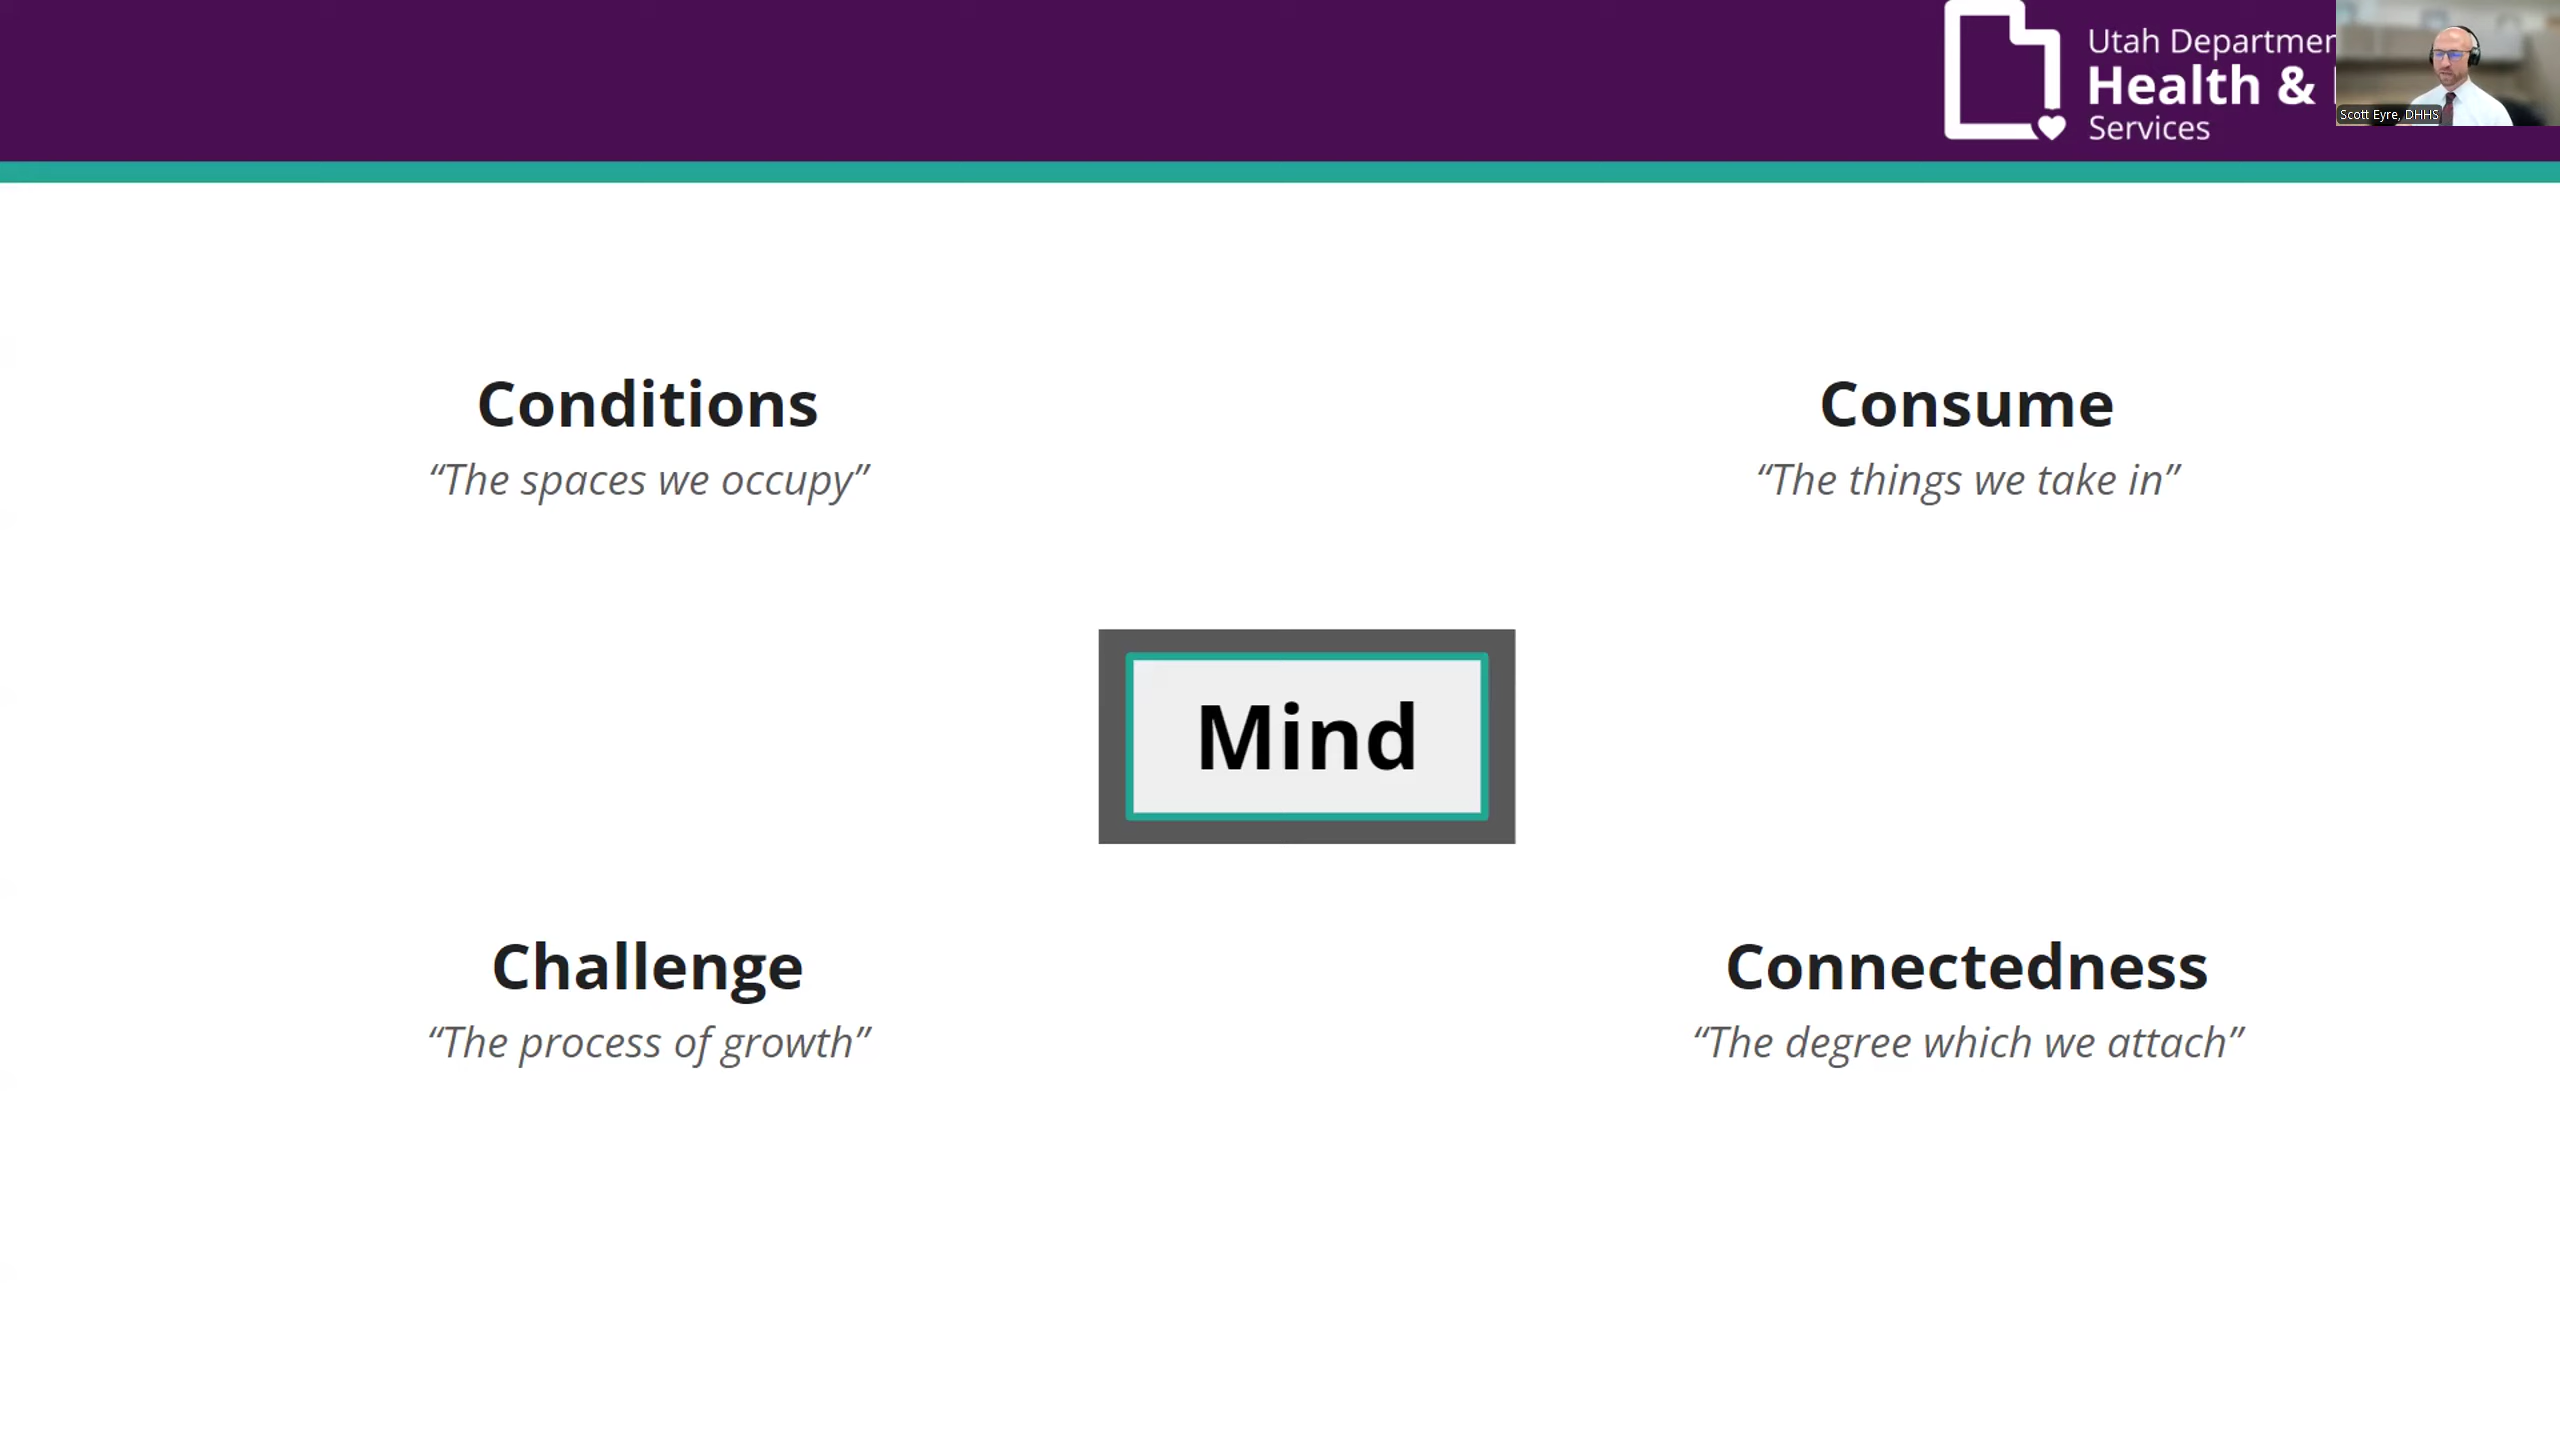 Utah Departmen
Health &
Services
Scott Eyre, DHHS
Conditions
“The spaces we occupy”
Consume
“The things we take in”
Mind
Challenge
“The process of growth”
Connectedness
“The degree which we attach”